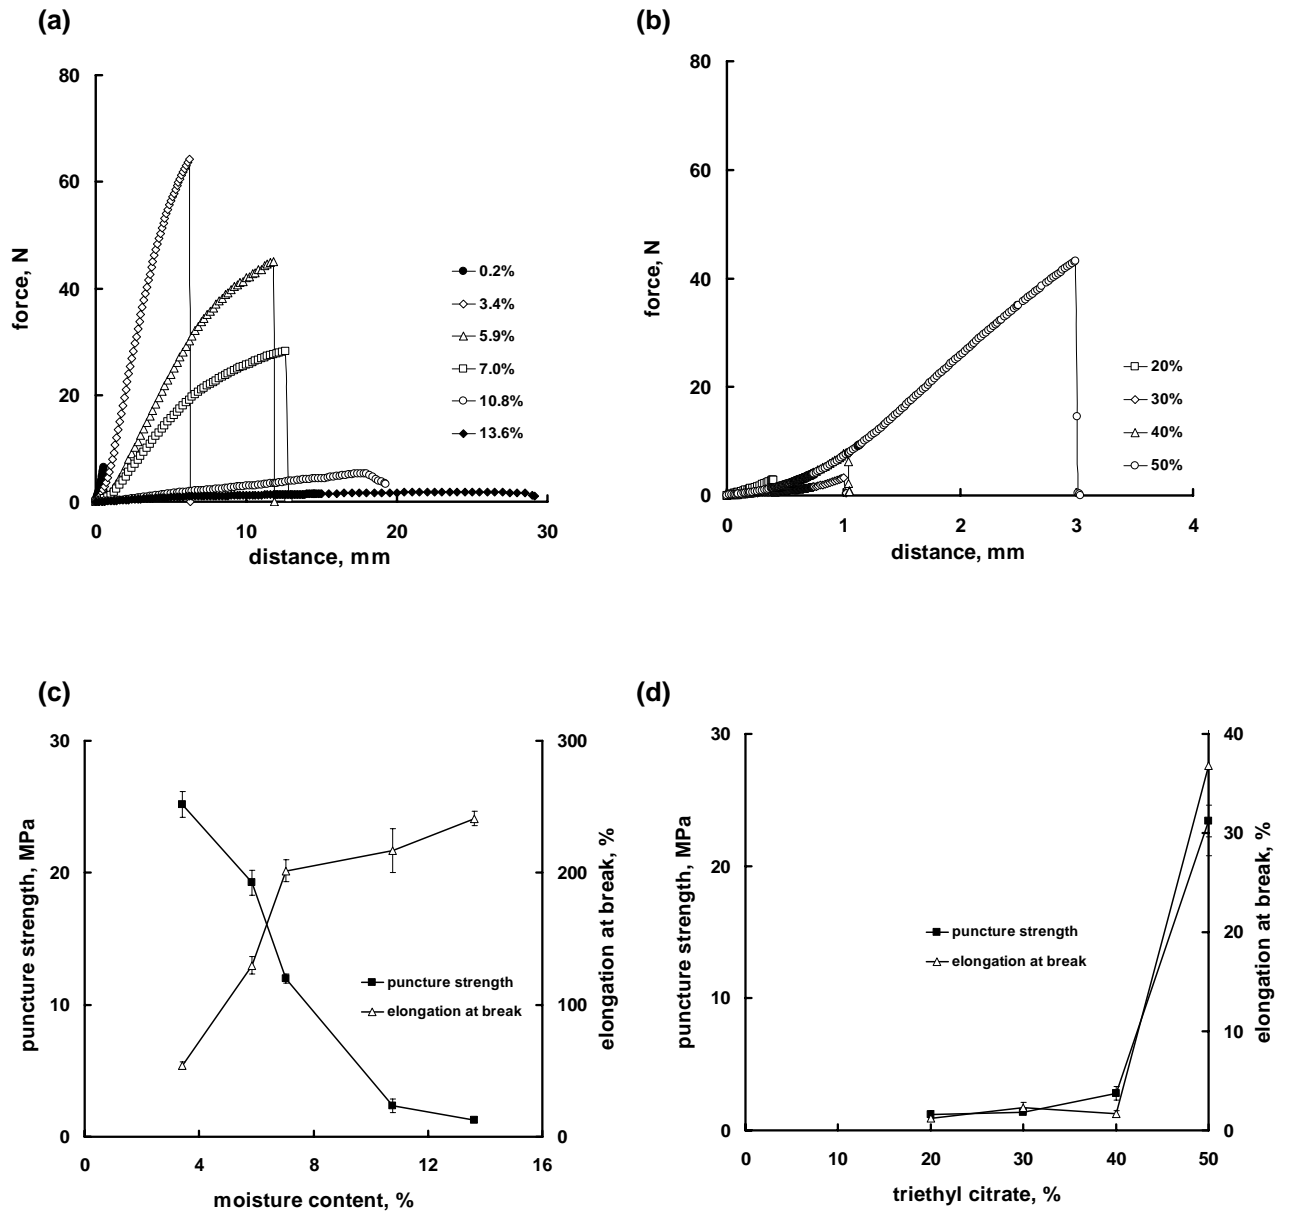 (a)
80
60
40
20
0
force, N
0 10 20 30
distance, mm
0.2%
3.4%
5.9%
7.0%
10.8%
13.6%
(b)
80
60
40
20
0
force, N
0 1 2 3 4
distance, mm
20%
30%
40%
50%
(c)
30
20
10
0
puncture strength, MPa
300
200
100
0
elongation at break, %
puncture strength
elongation at break
0 4 8 12 16
moisture content, %
(d)
30
20
10
0
puncture strength, MPa
40
30
20
10
0
elongation at break, %
puncture strength
elongation at break
0 10 20 30 40 50
triethyl citrate, %